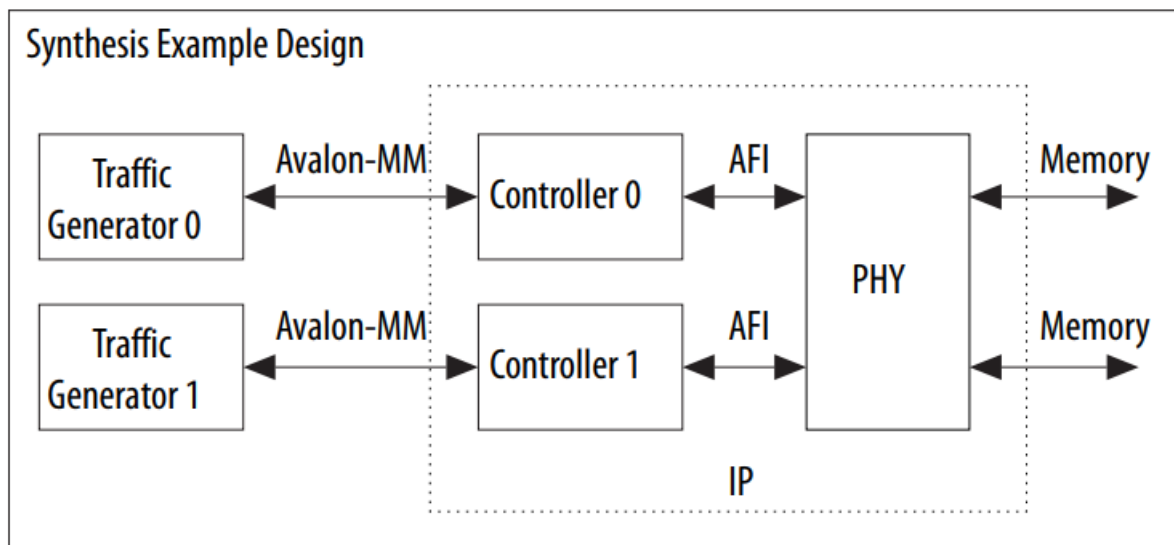 Synthesis Example Design
Traffic
Generator 0
Avalon-MM
Controller 0
AFI
Memory
PHY
Traffic
Generator 1
Avalon-MM
Controller 1
AFI
Memory
IP